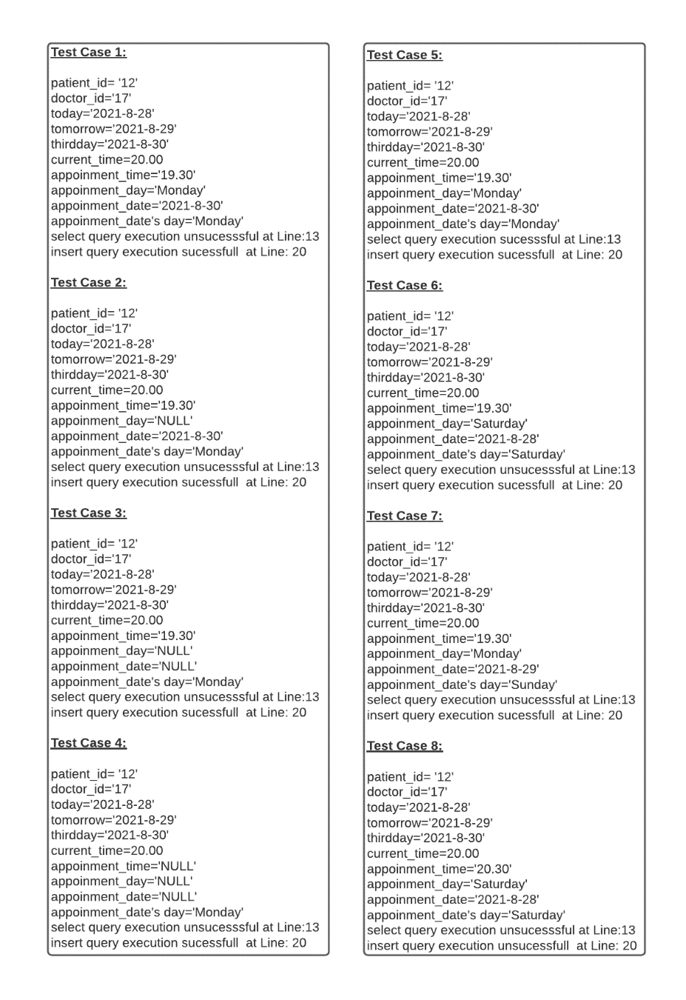 Test Case 1:
patient_id= '12'
doctor_id='17'
today='2021-8-28'
tomorrow='2021-8-29'
thirdday='2021-8-30'
current_time=20.00
appoinment_time='19.30'
appoinment_day='Monday'
appoinment_date='2021-8-30'
appoinment_date's day='Monday'
select query execution unsucesssful at Line:13
insert query execution sucessfull  at Line: 20
Test Case 2:
patient_id= '12'
doctor_id='17'
today='2021-8-28'
tomorrow='2021-8-29'
thirdday='2021-8-30'
current_time=20.00
appoinment_time='19.30'
appoinment_day='NULL'
appoinment_date='2021-8-30'
appoinment_date's day='Monday'
select query execution unsucesssful at Line:13
insert query execution sucessfull  at Line: 20
Test Case 3:
patient_id= '12'
doctor_id='17'
today='2021-8-28'
tomorrow='2021-8-29'
thirdday='2021-8-30'
current_time=20.00
appoinment_time='19.30'
appoinment_day='NULL'
appoinment_date='NULL'
appoinment_date's day='Monday'
select query execution unsucesssful at Line:13
insert query execution sucessfull  at Line: 20
Test Case 4:
patient_id= '12'
doctor_id='17'
today='2021-8-28'
tomorrow='2021-8-29'
thirdday='2021-8-30'
current_time=20.00
appoinment_time='NULL'
appoinment_day='NULL'
appoinment_date='NULL'
appoinment_date's day='Monday'
select query execution unsucesssful at Line:13
insert query execution sucessfull  at Line: 20
Test Case 5:
patient_id= '12'
doctor_id='17'
today='2021-8-28'
tomorrow='2021-8-29'
thirdday='2021-8-30'
current_time=20.00
appoinment_time='19.30'
appoinment_day='Monday'
appoinment_date='2021-8-30'
appoinment_date's day='Monday'
select query execution sucesssful at Line:13
insert query execution sucessfull  at Line: 20
Test Case 6:
patient_id= '12'
doctor_id='17'
today='2021-8-28'
tomorrow='2021-8-29'
thirdday='2021-8-30'
current_time=20.00
appoinment_time='19.30'
appoinment_day='Saturday'
appoinment_date='2021-8-28'
appoinment_date's day='Saturday'
select query execution unsucesssful at Line:13
insert query execution sucessfull  at Line: 20
Test Case 7:
patient_id= '12'
doctor_id='17'
today='2021-8-28'
tomorrow='2021-8-29'
thirdday='2021-8-30'
current_time=20.00
appoinment_time='19.30'
appoinment_day='Monday'
appoinment_date='2021-8-29'
appoinment_date's day='Sunday'
select query execution unsucesssful at Line:13
insert query execution sucessfull  at Line: 20
Test Case 8:
patient_id= '12'
doctor_id='17'
today='2021-8-28'
tomorrow='2021-8-29'
thirdday='2021-8-30'
current_time=20.00
appoinment_time='20.30'
appoinment_day='Saturday'
appoinment_date='2021-8-28'
appoinment_date's day='Saturday'
select query execution unsucesssful at Line:13
insert query execution unsucessfull  at Line: 20